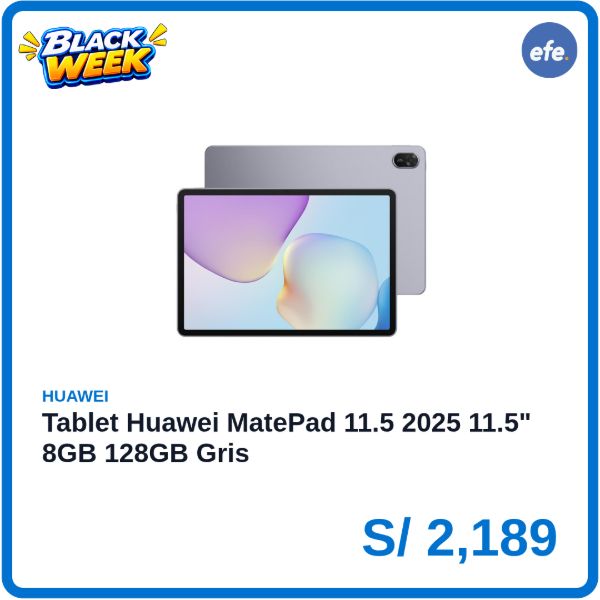 BLACK
WEEK
efe.
HUAWEI
Tablet Huawei MatePad 11.5 2025 11.5"
8GB 128GB Gris
S/ 2,189